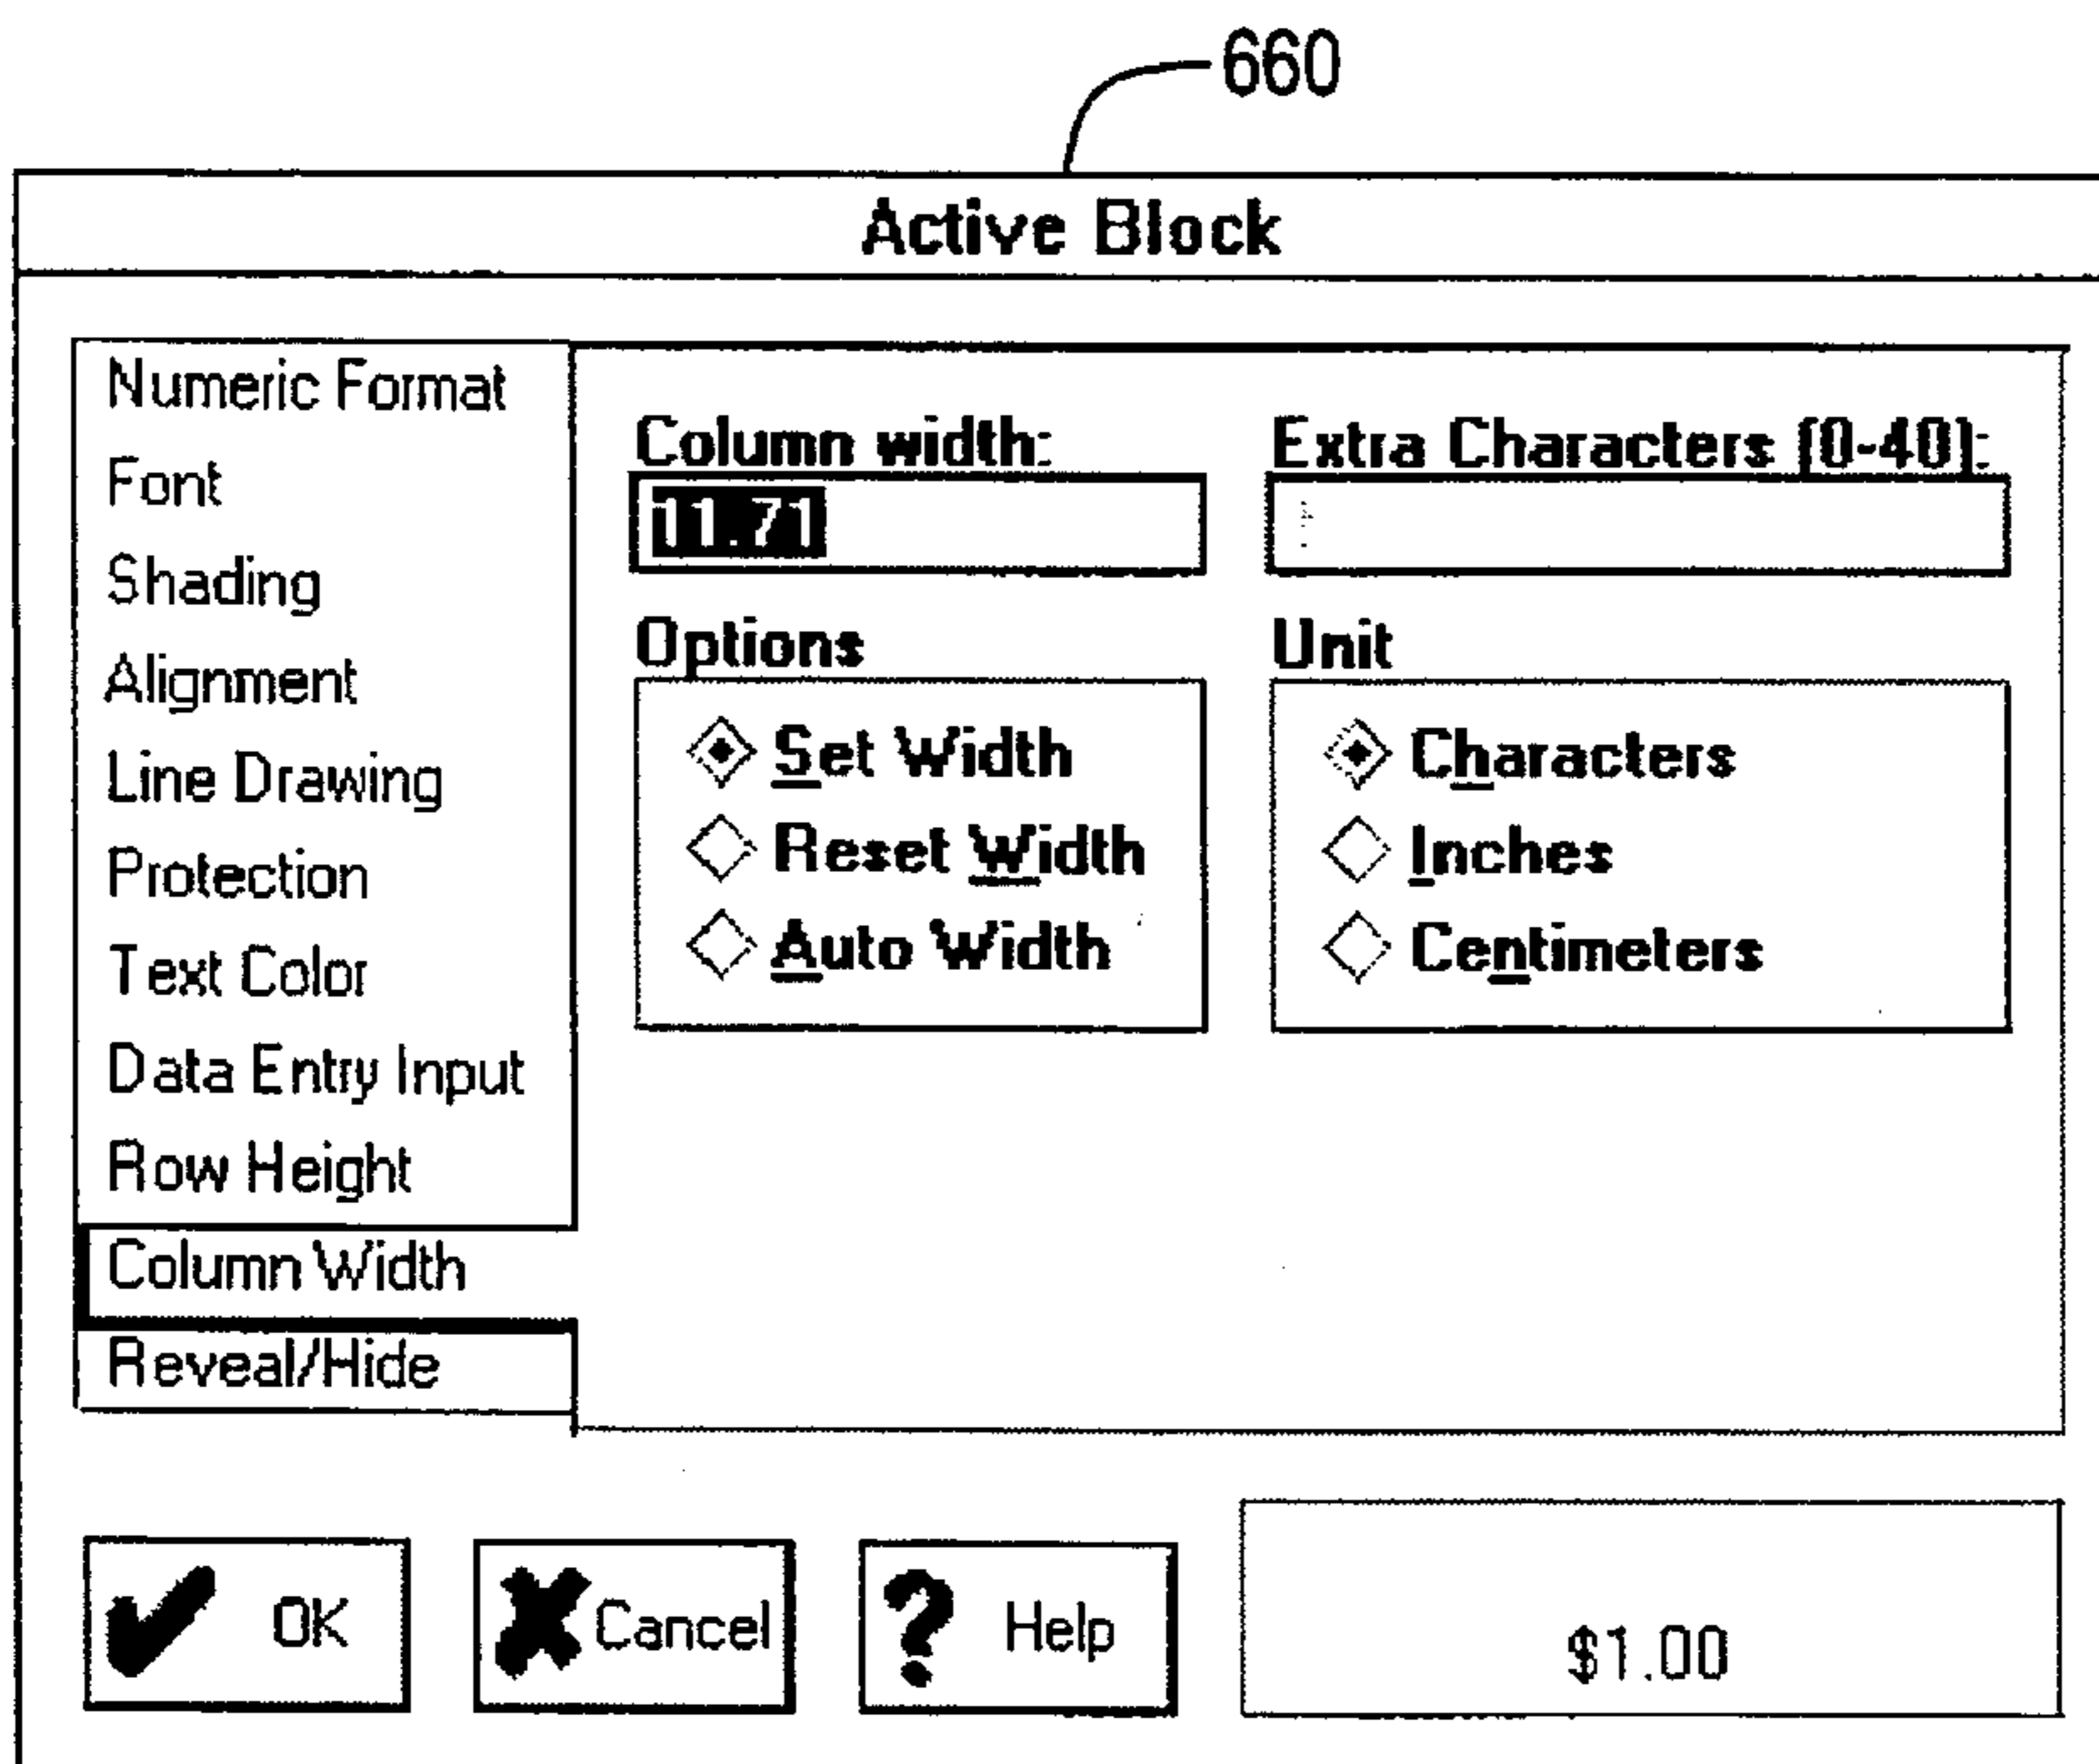 660
Active Block
Numeric Format
Font
Shading
Alignment
Line Drawing
Protection
Text Color
Data Entry Input
Row Height
Column Width
Reveal/Hide
Column width:
11.71
Extra Characters (0-40):
Options
Set Width
Reset Width
Auto Width
Unit
Characters
Inches
Centimeters
OK
Cancel
Help
$1.00